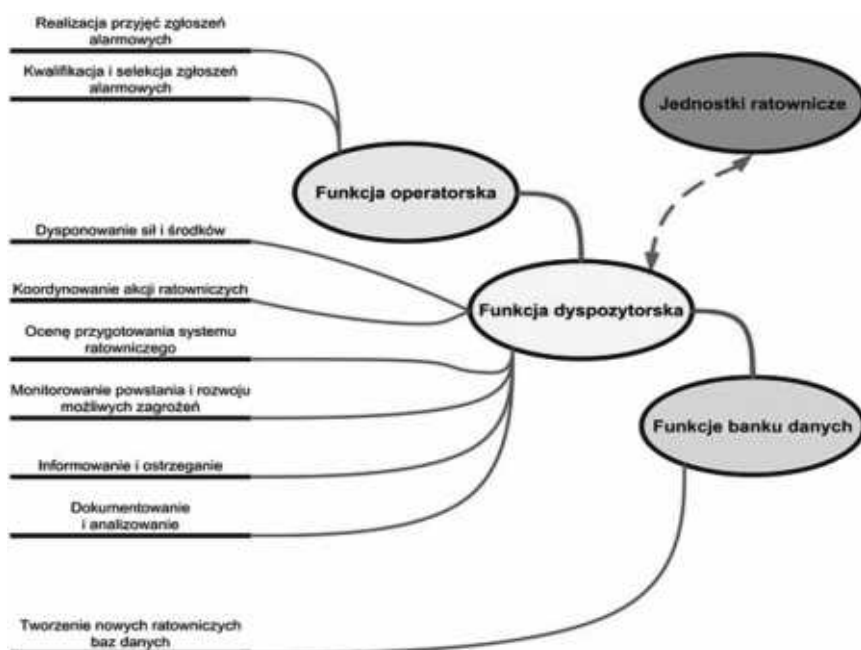 Realizacja przyjęć zgłoszeń
alarmowych
Kwalifikacja i selekcja zgłoszeń
alarmowych
Jednostki ratownicze
Funkcja operatorska
Dysponowanie sił i środków
Koordynowanie akcji ratowniczych
Funkcja dyspozytorska
Ocenę przygotowania systemu
ratowniczego
Monitorowanie powstania i rozwoju
możliwych zagrożeń
Funkcje banku danych
Informowanie i ostrzeganie
Dokumentowanie
i analizowanie
Tworzenie nowych ratowniczych
baz danych